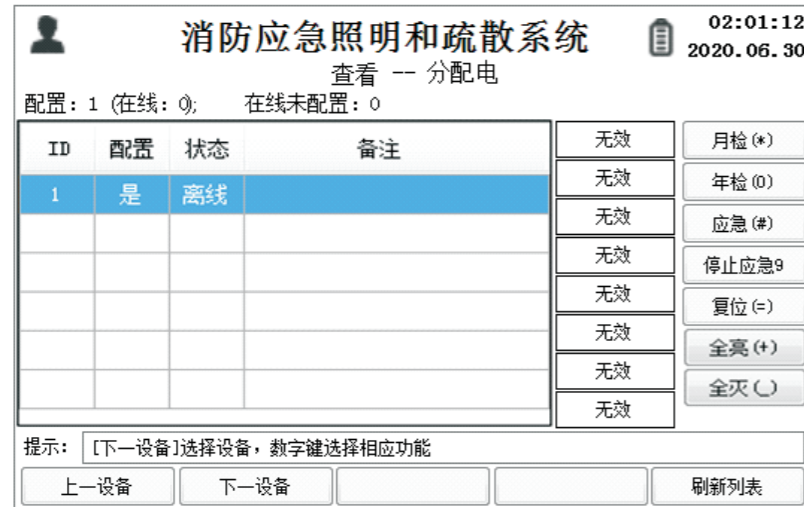 消防应急照明和疏散系统
02:01:12
2020.06.30
查看 -- 分配电
配置: 1 (在线: 0); 在线未配置: 0
ID 配置 状态 备注
1 是 离线
无效
无效
无效
无效
无效
无效
无效
无效
月检(*)
年检(0)
应急(#)
停止应急9
复位(=)
全亮(+)
全灭(_)
提示: [下一设备]选择设备，数字键选择相应功能
上一设备 下一设备 刷新列表